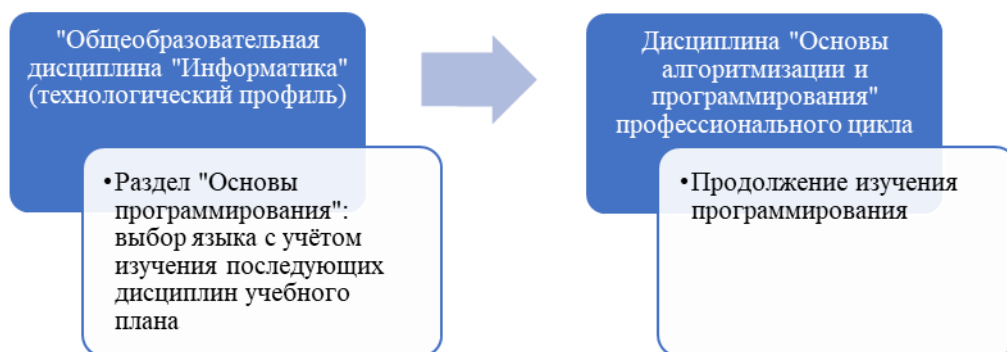 "Общеобразовательная
дисциплина "Информатика"
(технологический профиль)
•Раздел "Основы
программирования":
выбор языка с учётом
изучения последующих
дисциплин учебного
плана
Дисциплина "Основы
алгоритмизации и
программирования"
профессионального цикла
•Продолжение изучения
программирования